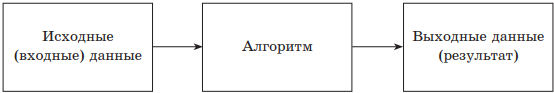 Исходные
(входные) данные
Алгоритм
Выходные данные
(результат)